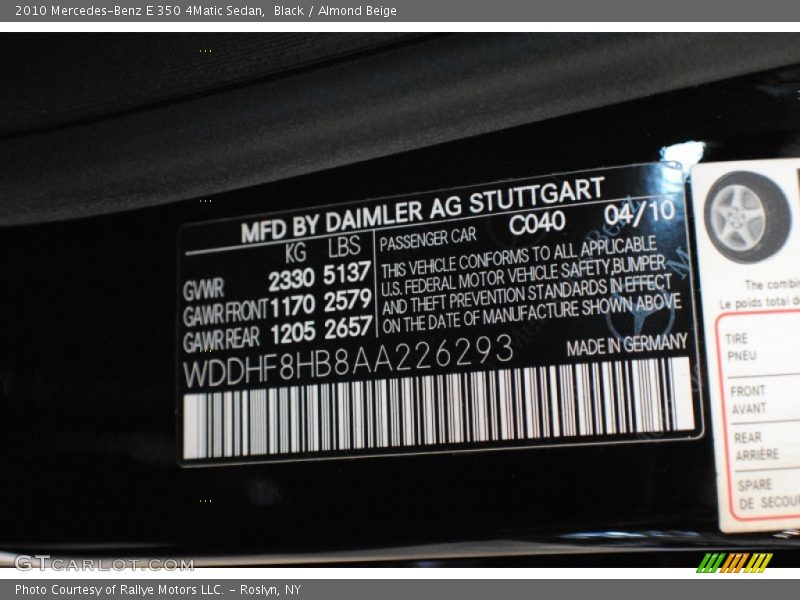 2010 Mercedes-Benz E 350 4Matic Sedan, Black / Almond Beige
MFD BY DAIMLER AG STUTTGART
KG LBS
GVWR 2330 5137
GAWR FRONT 1170 2579
GAWR REAR 1205 2657
PASSENGER CAR C040 04/10
THIS VEHICLE CONFORMS TO ALL APPLICABLE
U.S. FEDERAL MOTOR VEHICLE SAFETY, BUMPER
AND THEFT PREVENTION STANDARDS IN EFFECT
ON THE DATE OF MANUFACTURE SHOWN ABOVE
WDDHF8HB8AA226293
MADE IN GERMANY
The combi
Le poids total d
TIRE
PNEU
FRONT
AVANT
REAR
ARRIÈRE
SPARE
DE SECOU
GTcarlot.com
Photo Courtesy of Rallye Motors LLC. - Roslyn, NY